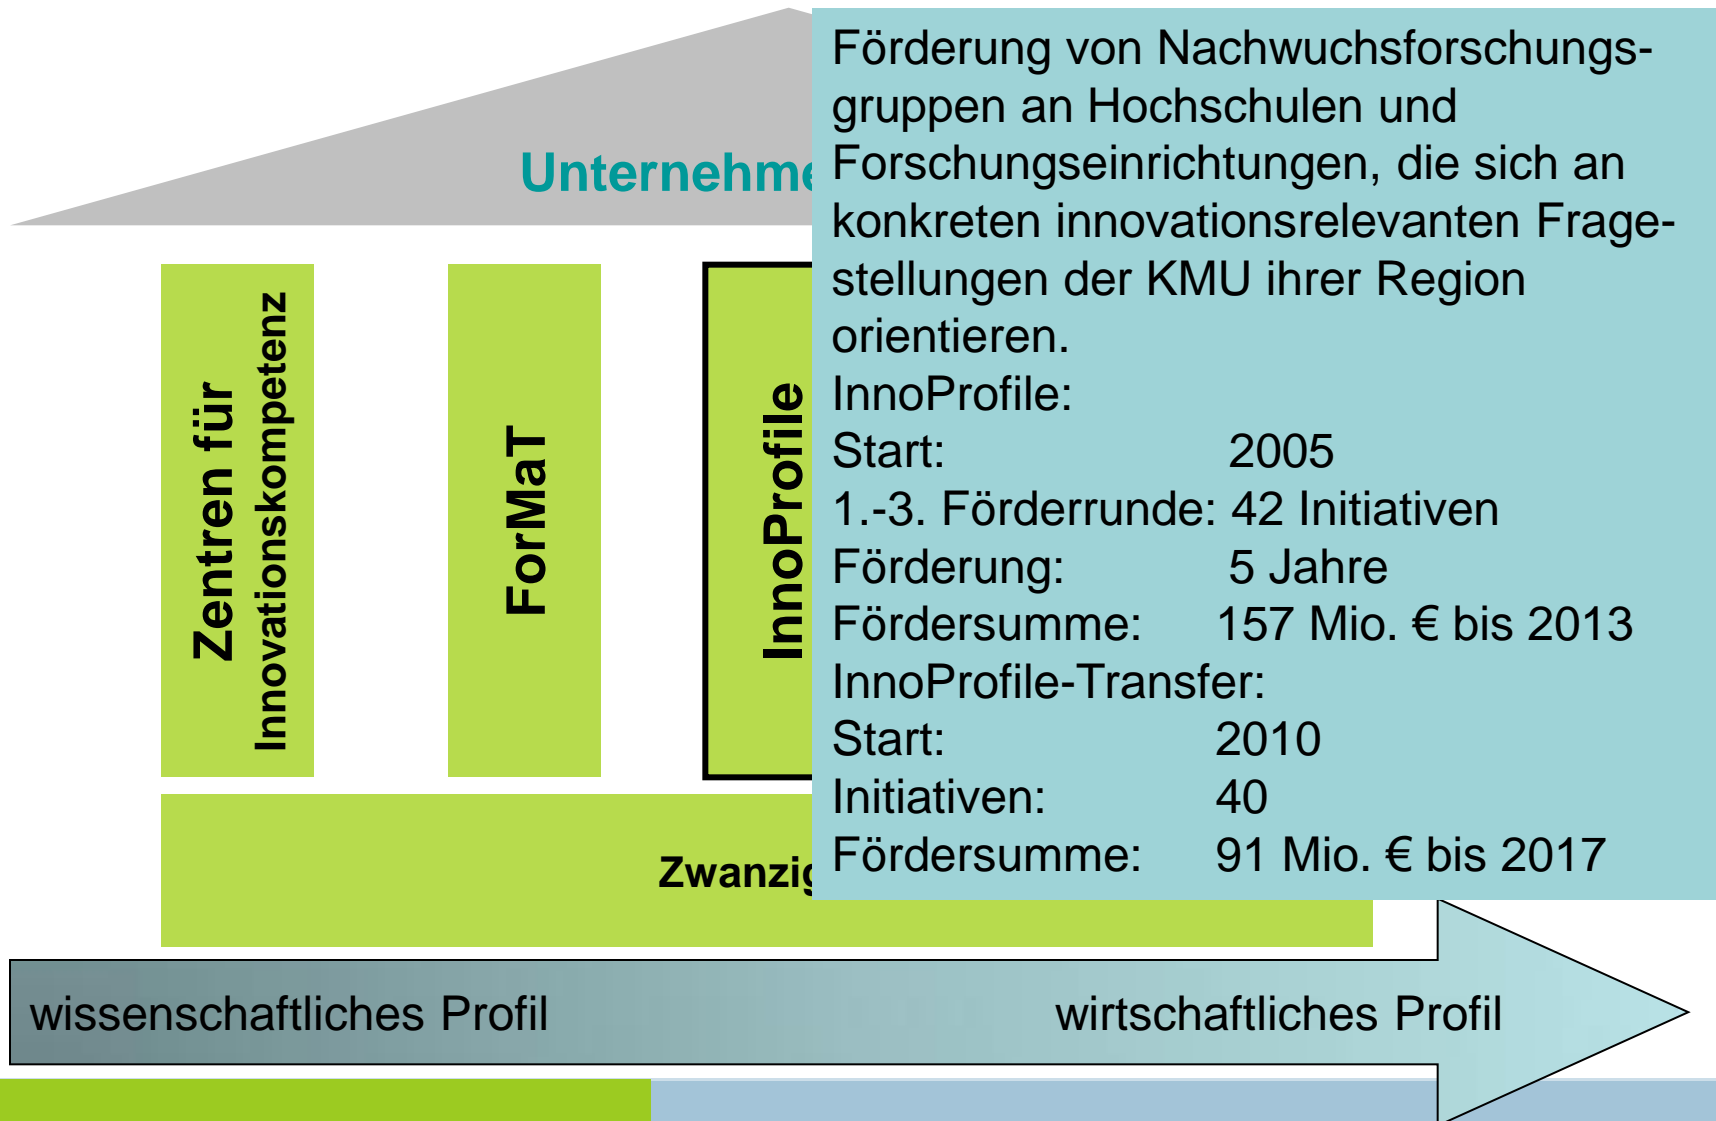 Förderung von Nachwuchsforschungs-
gruppen an Hochschulen und
Forschungseinrichtungen, die sich an
konkreten innovationsrelevanten Frage-
stellungen der KMU ihrer Region
orientieren.
InnoProfile:
Start: 2005
1.-3. Förderrunde: 42 Initiativen
Förderung: 5 Jahre
Fördersumme: 157 Mio. € bis 2013
InnoProfile-Transfer:
Start: 2010
Initiativen: 40
Fördersumme: 91 Mio. € bis 2017
Zentren für
Innovationskompetenz
ForMaT
InnoProfile
wissenschaftliches Profil
wirtschaftliches Profil